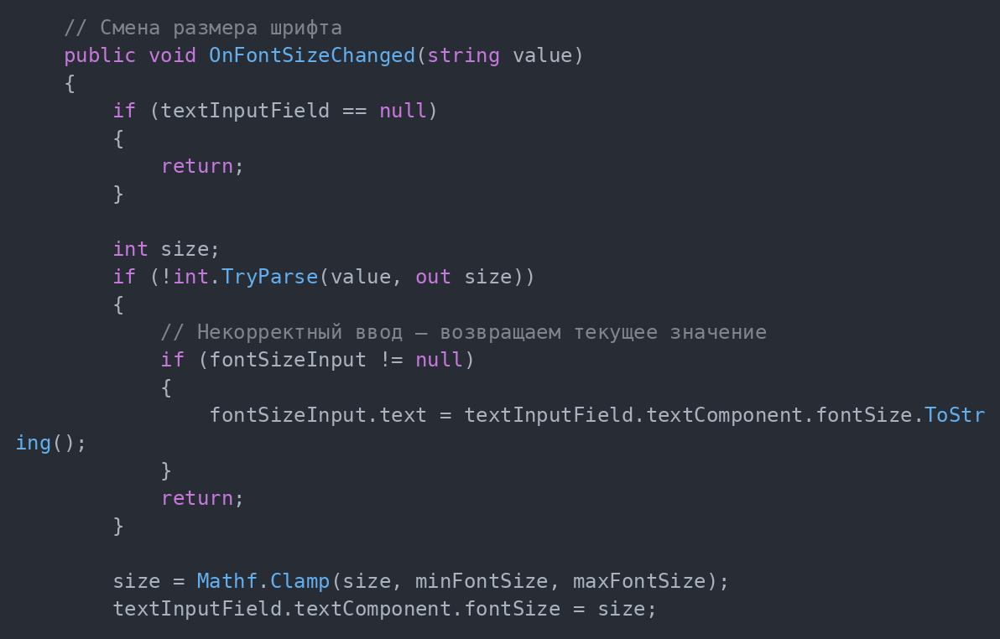 // Смена размера шрифта
public void OnFontSizeChanged(string value)
{
if (textInputField == null)
{
return;
}
int size;
if (!int.TryParse(value, out size))
{
// Некорректный ввод — возвращаем текущее значение
if (fontSizeInput != null)
{
fontSizeInput.text = textInputField.textComponent.fontSize.ToStr
ing();
}
return;
}
size = Mathf.Clamp(size, minFontSize, maxFontSize);
textInputField.textComponent.fontSize = size;